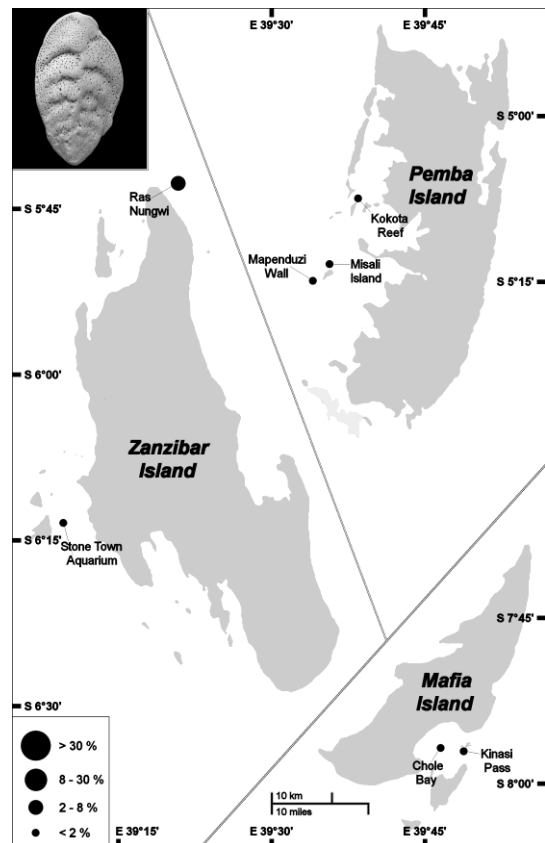 E 39°30'
E 39°45'
S 5°00'
Pemba
Island
Ras
Nungwi
S 5°45'
Kokota
Reef
Mapenduzi
Wall
Misali
Island
S 5°15'
S 6°00'
Zanzibar
Island
S 6°15'
Stone Town
Aquarium
S 7°45'
Mafia
Island
S 6°30'
> 30 %
8 - 30 %
2 - 8 %
< 2 %
Chole
Bay
Kinasi
Pass
S 8°00'
10 km
10 miles
E 39°15'
E 39°30'
E 39°45'